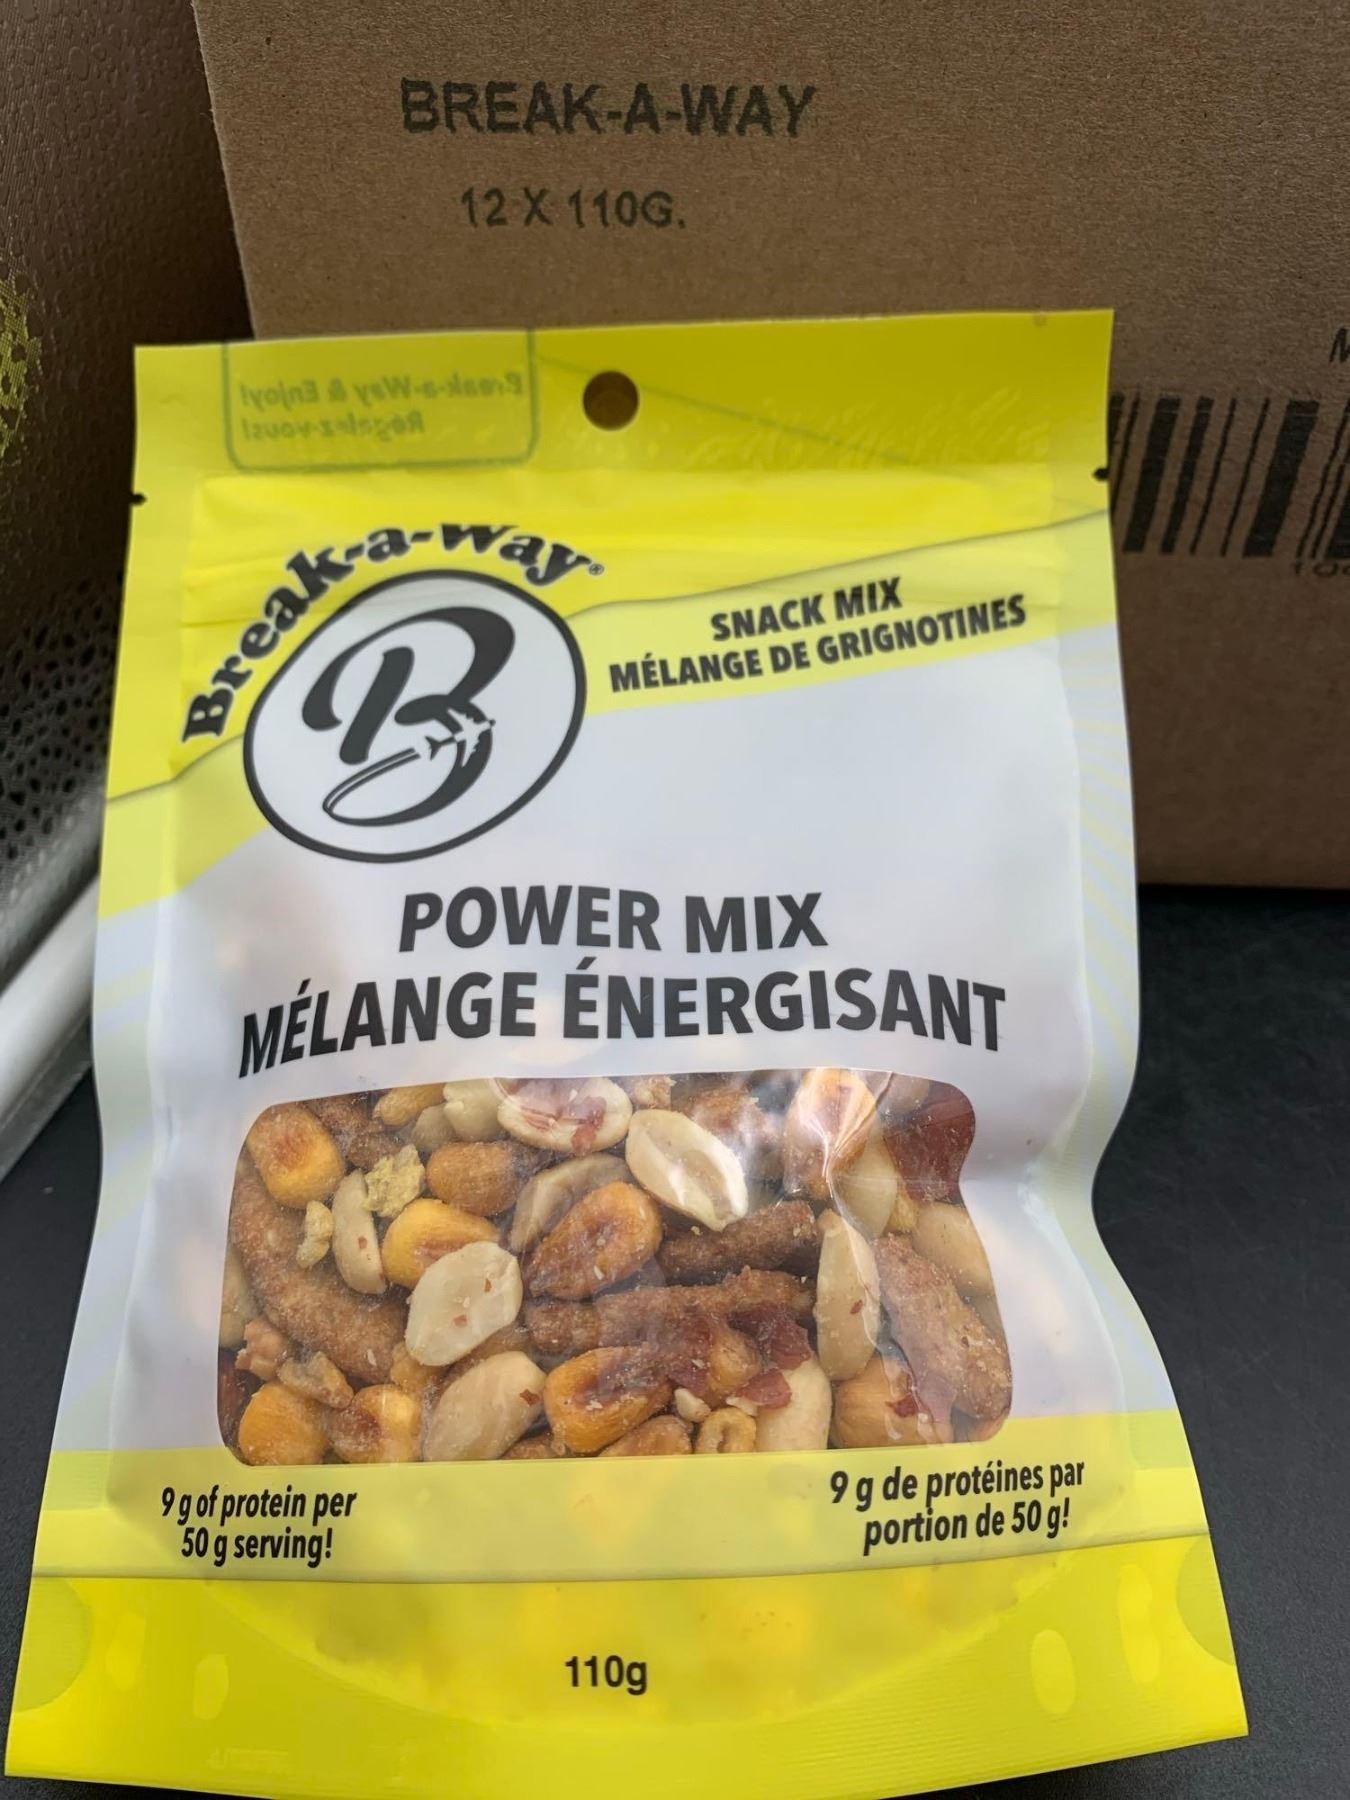 BREAK-A-WAY
12 X 110G.
Break-a-Way & Enjoy!
Régalez-vous!
Break-a-Way®
B
SNACK MIX
MÉLANGE DE GRIGNOTINES
POWER MIX
MÉLANGE ÉNERGISANT
9 g of protein per
50 g serving!
9 g de protéines par
portion de 50 g!
110g